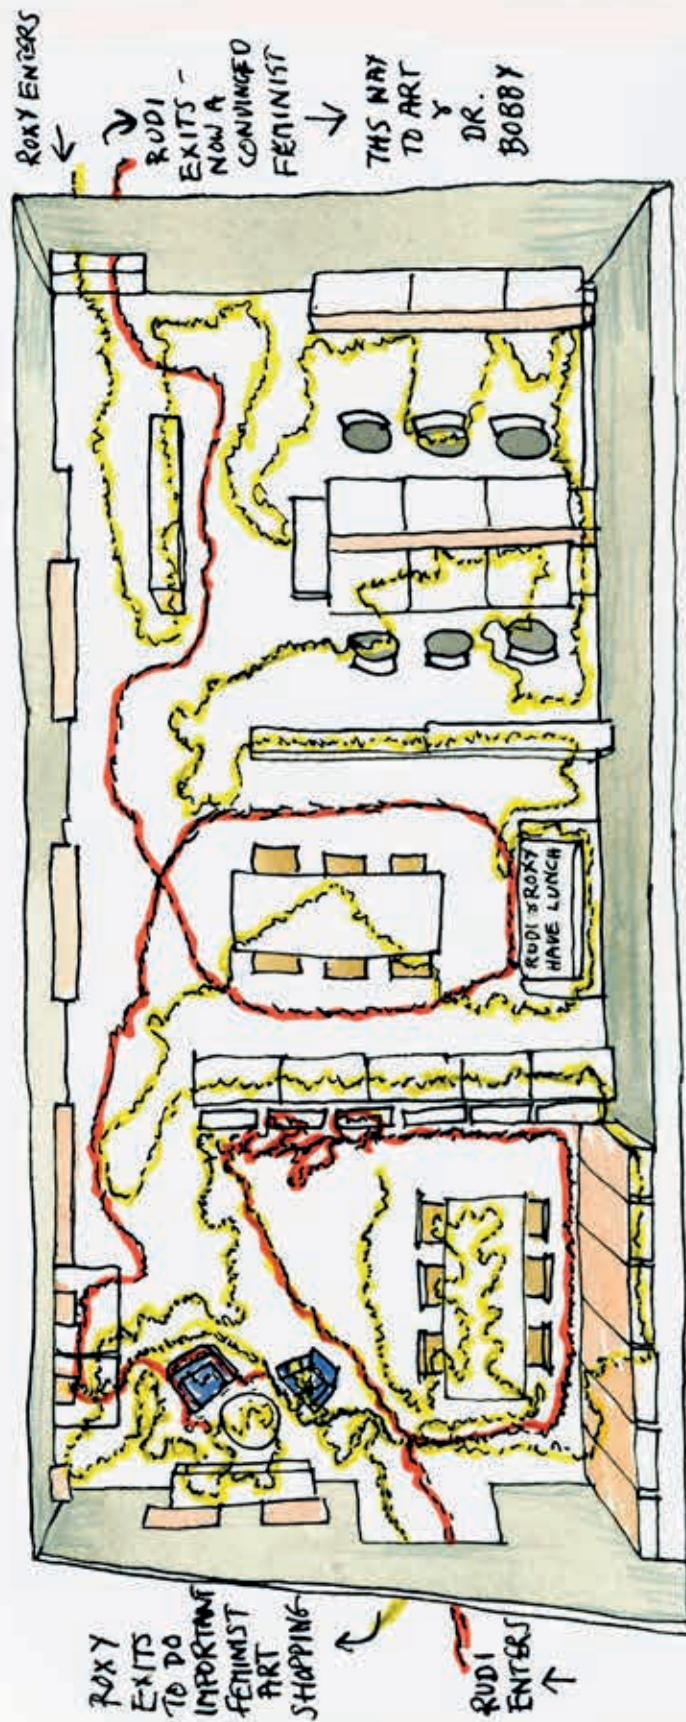 ROXY
EXITS
TO DO
IMPORTANT
FEMINIST
ART
SHOPPING
RUDI
ENTERS
RUDI & ROXY
HAVE LUNCH
ROXY ENTERS
RUDI
EXITS -
NOW A
CONVINCED
FEMINIST
THIS WAY
TO ART
&
DR.
BOBBY